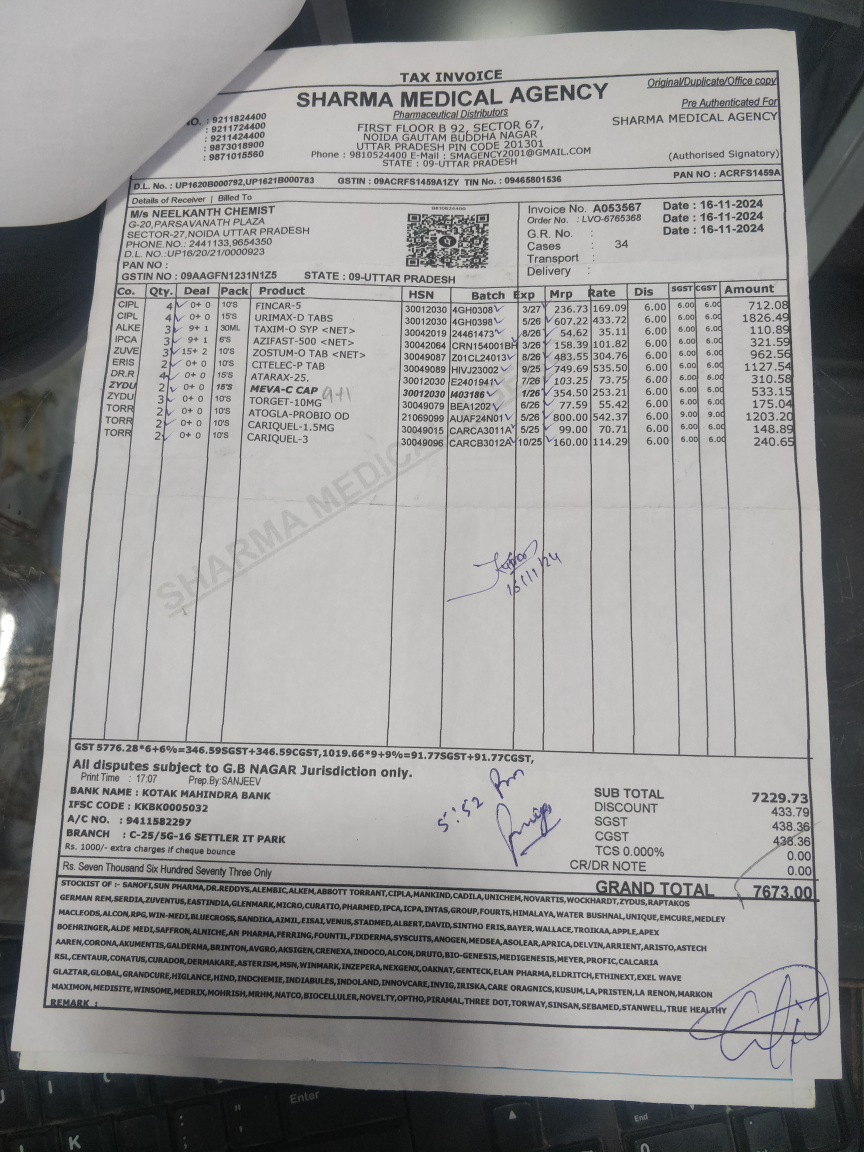 TAX INVOICE
Original/Duplicate/Office copy
SHARMA MEDICAL AGENCY
Pharmaceutical Distributors
Pre Authenticated For
SHARMA MEDICAL AGENCY
(Authorised Signatory)
NO. : 9211824400
: 9211724400
: 9211424400
: 9873018900
: 9871015560
FIRST FLOOR B 92, SECTOR 67,
NOIDA GAUTAM BUDDHA NAGAR
UTTAR PRADESH PIN CODE 201301
Phone : 9810524400 E-Mail : SMAGENCY2001@GMAIL.COM
STATE : 09-UTTAR PRADESH
D.L. No. : UP1620B000792,UP1621B000783 GSTIN : 09ACRFS1459A1ZY TIN No. : 09465801536 PAN NO : ACRFS1459A
Details of Receiver | Billed To
M/s NEELKANTH CHEMIST
G-20,PARSAVANATH PLAZA
SECTOR-27,NOIDA UTTAR PRADESH
PHONE.NO.: 2441133,9654350
D.L. NO.:UP16/20/21/0000923
PAN NO :
GSTIN NO : 09AAGFN1231N1Z5 STATE : 09-UTTAR PRADESH
9810524400
Invoice No. A053567 Date : 16-11-2024
Order No. : LVO-6765368 Date : 16-11-2024
G.R. No. : Date : 16-11-2024
Cases : 34
Transport :
Delivery :
Co. Qty. Deal Pack Product HSN Batch Exp Mrp Rate Dis SGST CGST Amount
CIPL 4 0+ 0 10'S FINCAR-5 30012030 4GH0308 3/27 236.73 169.09 6.00 6.00 6.00 712.08
CIPL 4 0+ 0 15'S URIMAX-D TABS 30012030 4GH0398 5/26 607.22 433.72 6.00 6.00 6.00 1826.49
ALKE 3 9+ 1 30ML TAXIM-O SYP <NET> 30042019 24461473 8/26 54.62 35.11 6.00 6.00 6.00 110.89
IPCA 3 9+ 1 6'S AZIFAST-500 <NET> 30042064 CRN154001BH 3/26 158.39 101.82 6.00 6.00 6.00 321.59
ZUVE 3 15+ 2 10'S ZOSTUM-O TAB <NET> 30049087 Z01CL24013 8/26 483.55 304.76 6.00 6.00 6.00 962.56
ERIS 2 0+ 0 10'S CITELEC-P TAB 30049089 HIVJ23002 9/25 749.69 535.50 6.00 6.00 6.00 1127.54
DR.R 4 0+ 0 15'S ATARAX-25. 30012030 E2401941 7/26 103.25 73.75 6.00 6.00 6.00 310.58
ZYDU 2 0+ 0 15'S MEVA-C CAP 9+1 30012030 I403186 1/26 354.50 253.21 6.00 6.00 6.00 533.15
ZYDU 3 0+ 0 10'S TORGET-10MG 30049079 BEA1202 6/26 77.59 55.42 6.00 6.00 6.00 175.04
TORR 2 0+ 0 10'S ATOGLA-PROBIO OD 21069099 AUAF24N01 5/26 800.00 542.37 6.00 9.00 9.00 1203.20
TORR 2 0+ 0 10'S CARIQUEL-1.5MG 30049015 CARCA3011A 5/25 99.00 70.71 6.00 6.00 6.00 148.89
TORR 2 0+ 0 10'S CARIQUEL-3 30049096 CARCB3012A 10/25 160.00 114.29 6.00 6.00 6.00 240.65
SHARMA MEDICAL AGENCY
16/11/24
GST 5776.28*6+6%=346.59SGST+346.59CGST,1019.66*9+9%=91.77SGST+91.77CGST,
All disputes subject to G.B NAGAR Jurisdiction only.
Print Time : 17:07 Prep.By:SANJEEV
BANK NAME : KOTAK MAHINDRA BANK
IFSC CODE : KKBK0005032
A/C NO. : 9411582297
BRANCH : C-25/5G-16 SETTLER IT PARK
Rs. 1000/- extra charges if cheque bounce
5:52 Pm
SUB TOTAL 7229.73
DISCOUNT 433.79
SGST 438.36
CGST 438.36
TCS 0.000% 0.00
CR/DR NOTE 0.00
Rs. Seven Thousand Six Hundred Seventy Three Only
GRAND TOTAL 7673.00
STOCKIST OF :- SANOFI,SUN PHARMA,DR.REDDYS,ALEMBIC,ALKEM,ABBOTT TORRANT,CIPLA,MANKIND,CADILA,UNICHEM,NOVARTIS,WOCKHARDT,ZYDUS,RAPTAKOS
GERMAN REM,SERDIA,ZUVENTUS,EASTINDIA,GLENMARK,MICRO,CURATIO,PHARMED,IPCA,ICPA,INTAS,GROUP,FOURTS,HIMALAYA,WATER BUSHNAL,UNIQUE,EMCURE,MEDLEY
MACLEODS,ALCON,RPG,WIN-MEDI,BLUECROSS,SANDIKA,AIMIL,EISAI,VENUS,STADMED,ALBERT,DAVID,SINTHO ERIS,BAYER,WALLACE,TROIKAA,APPLE,APEX
BOEHRINGER,ALDE MEDI,SAFFRON,ALNICHE,AN PHARMA,FERRING,FOUNTIL,FIXDERMA,SYSCUITS,ANOGEN,MEDSEA,ASOLEAR,APRICA,DELVIN,ARRIENT,ARISTO,ASTECH
AAREN,CORONA,AKUMENTIS,GALDERMA,BRINTON,AVGRO,AKSIGEN,CRENEXA,INDOCO,ALCON,DRUTO,BIO-GENESIS,MEDIGENESIS,MEYER,PROFIC,CALCARIA
RSL,CENTAUR,CONATUS,CURADOR,DERMAKARE,ASTERISM,MSN,WINMARK,INZEPERA,NEXGENX,OAKNAT,GENTECK,ELAN PHARMA,ELDRITCH,ETHINEXT,EXEL WAVE
GLAZTAR,GLOBAL,GRANDCURE,HIGLANCE,HIND,INDCHEMIE,INDIABULES,INDOLAND,INNOVCARE,INVIG,IRISKA,CARE ORAGNICS,KUSUM,LA,PRISTEN,LA RENON,MARKON
MAXIMON,MEDISITE,WINSOME,MEDRIX,MOHRISH,MRHM,NATCO,BIOCELLULER,NOVELTY,OPTHO,PIRAMAL,THREE DOT,TORWAY,SINSAN,SEBAMED,STANWELL,TRUE HEALTHY
REMARK :
Enter
End
K